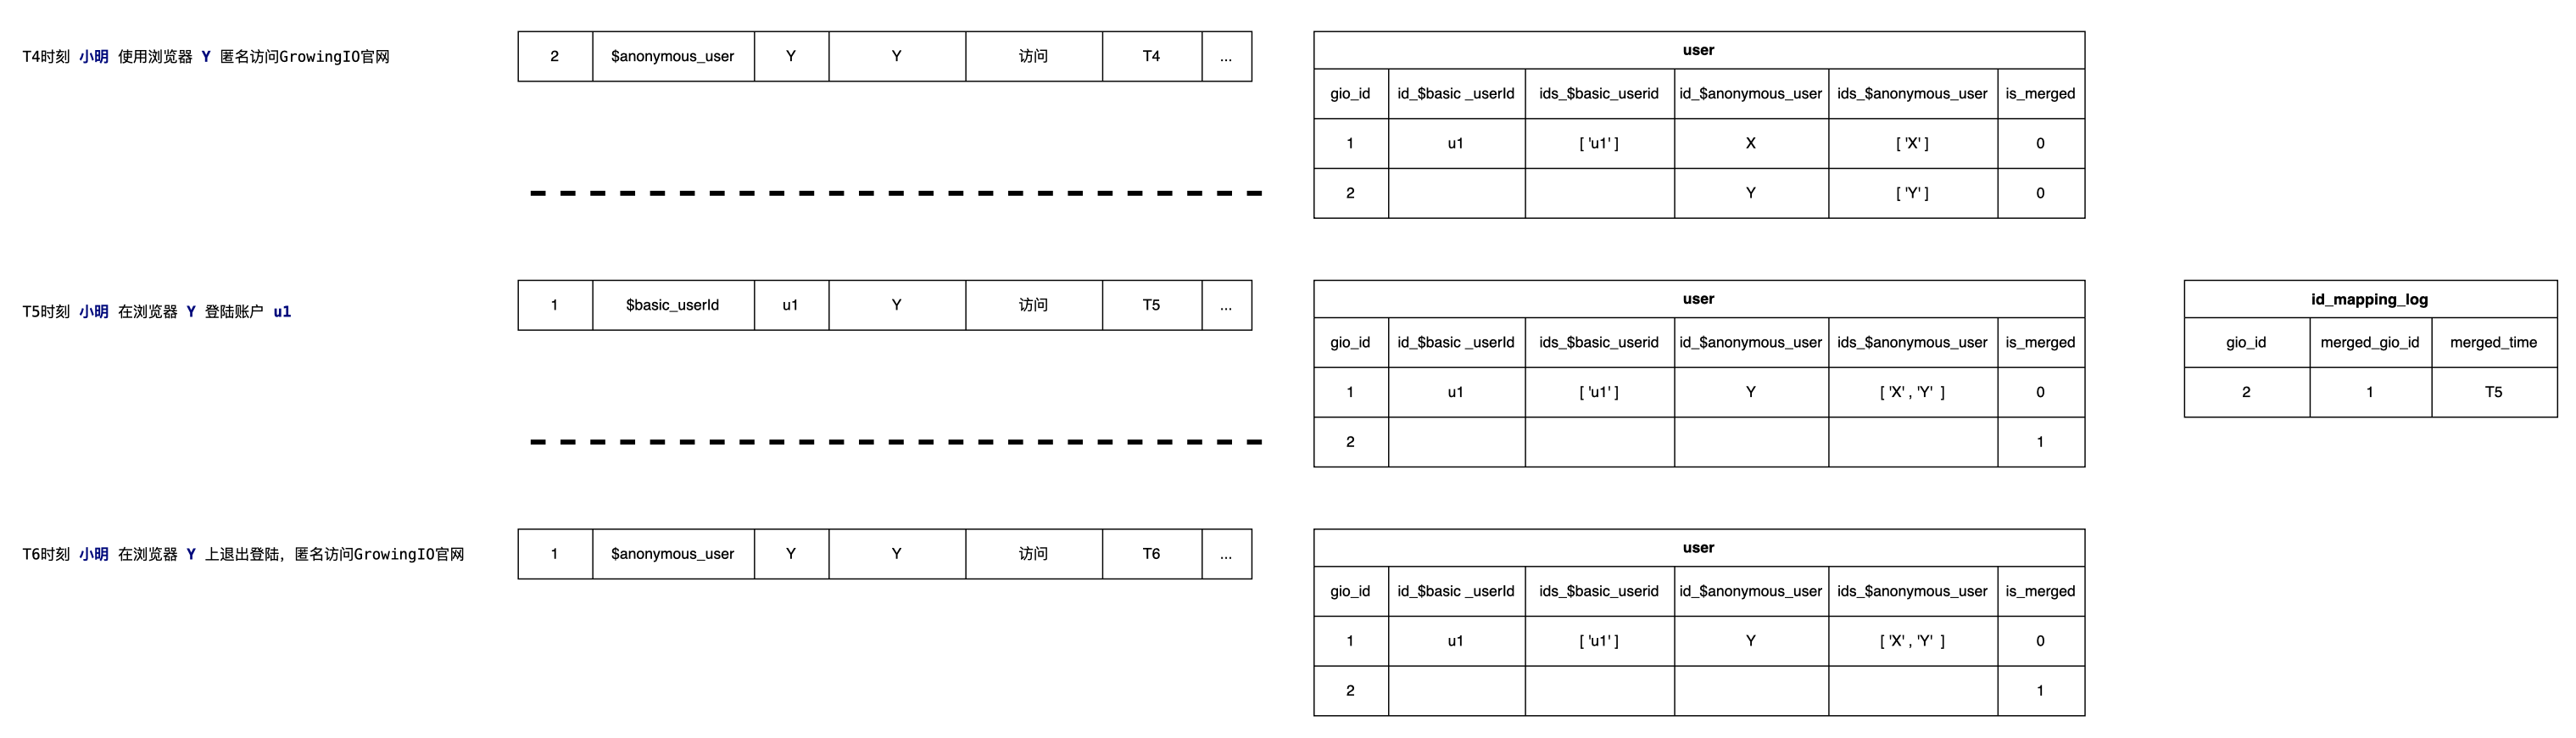 T4时刻 小明 使用浏览器 Y 匿名访问GrowingIO官网
2 $anonymous_user Y Y 访问 T4 ...
user
gio_id id_$basic _userId ids_$basic_userid id_$anonymous_user ids_$anonymous_user is_merged
1 u1 [ 'u1' ] X [ 'X' ] 0
2 Y [ 'Y' ] 0
T5时刻 小明 在浏览器 Y 登陆账户 u1
1 $basic_userId u1 Y 访问 T5 ...
user
gio_id id_$basic _userId ids_$basic_userid id_$anonymous_user ids_$anonymous_user is_merged
1 u1 [ 'u1' ] Y [ 'X' , 'Y' ] 0
2 1
id_mapping_log
gio_id merged_gio_id merged_time
2 1 T5
T6时刻 小明 在浏览器 Y 上退出登陆，匿名访问GrowingIO官网
1 $anonymous_user Y Y 访问 T6 ...
user
gio_id id_$basic _userId ids_$basic_userid id_$anonymous_user ids_$anonymous_user is_merged
1 u1 [ 'u1' ] Y [ 'X' , 'Y' ] 0
2 1